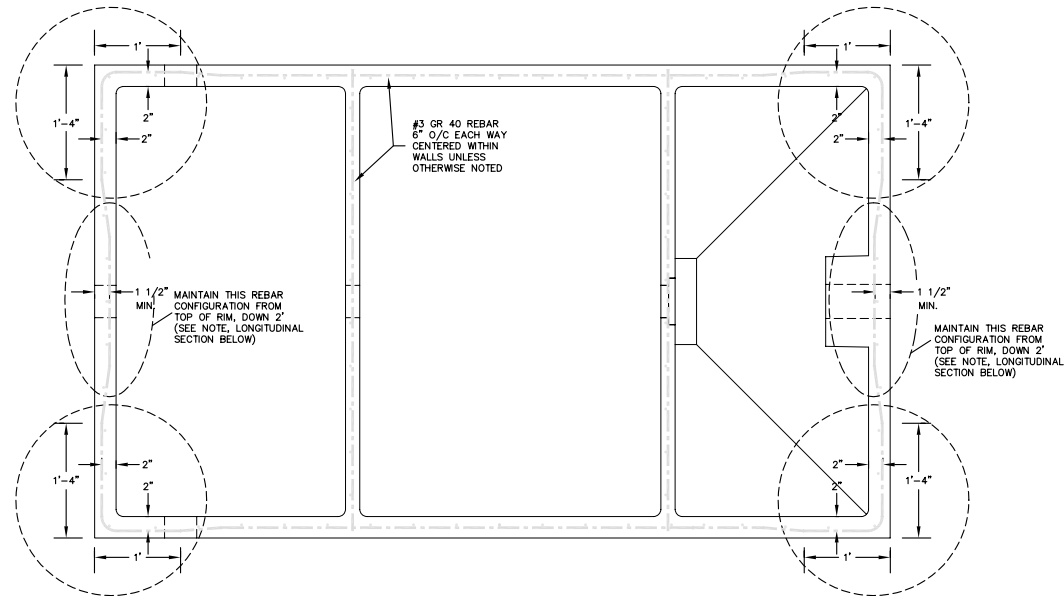 1'
1'
1'-4"
2"
2"
#3 GR 40 REBAR
6" O/C EACH WAY
CENTERED WITHIN
WALLS UNLESS
OTHERWISE NOTED
2"
2"
1'-4"
1 1/2"
MIN.
MAINTAIN THIS REBAR
CONFIGURATION FROM
TOP OF RIM, DOWN 2'
(SEE NOTE, LONGITUDINAL
SECTION BELOW)
1 1/2"
MIN.
MAINTAIN THIS REBAR
CONFIGURATION FROM
TOP OF RIM, DOWN 2'
(SEE NOTE, LONGITUDINAL
SECTION BELOW)
1'-4"
2"
2"
2"
2"
1'-4"
1'
1'